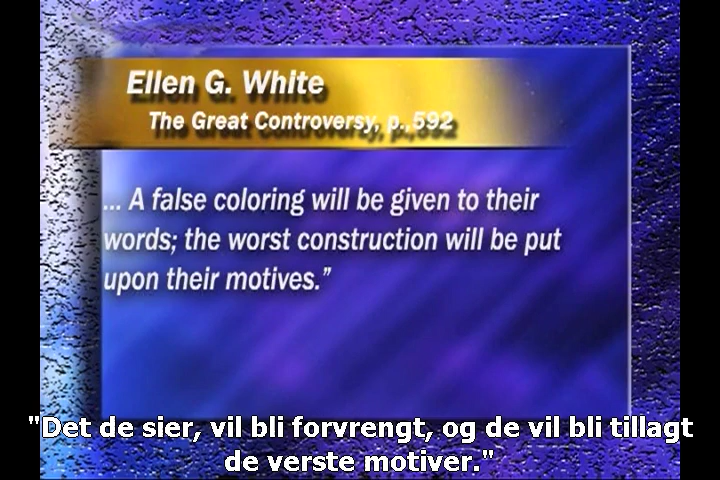 Ellen G. White
The Great Controversy, p.,592
... A false coloring will be given to their
words; the worst construction will be put
upon their motives.”
"Det de sier, vil bli forvrengt, og de vil bli tillagt
de verste motiver."